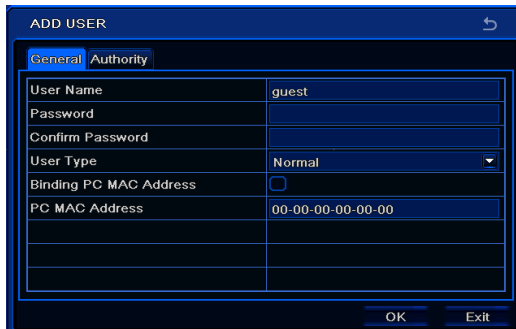 ADD USER
General Authority
User Name guest
Password
Confirm Password
User Type Normal
Binding PC MAC Address
PC MAC Address 00-00-00-00-00-00
OK Exit